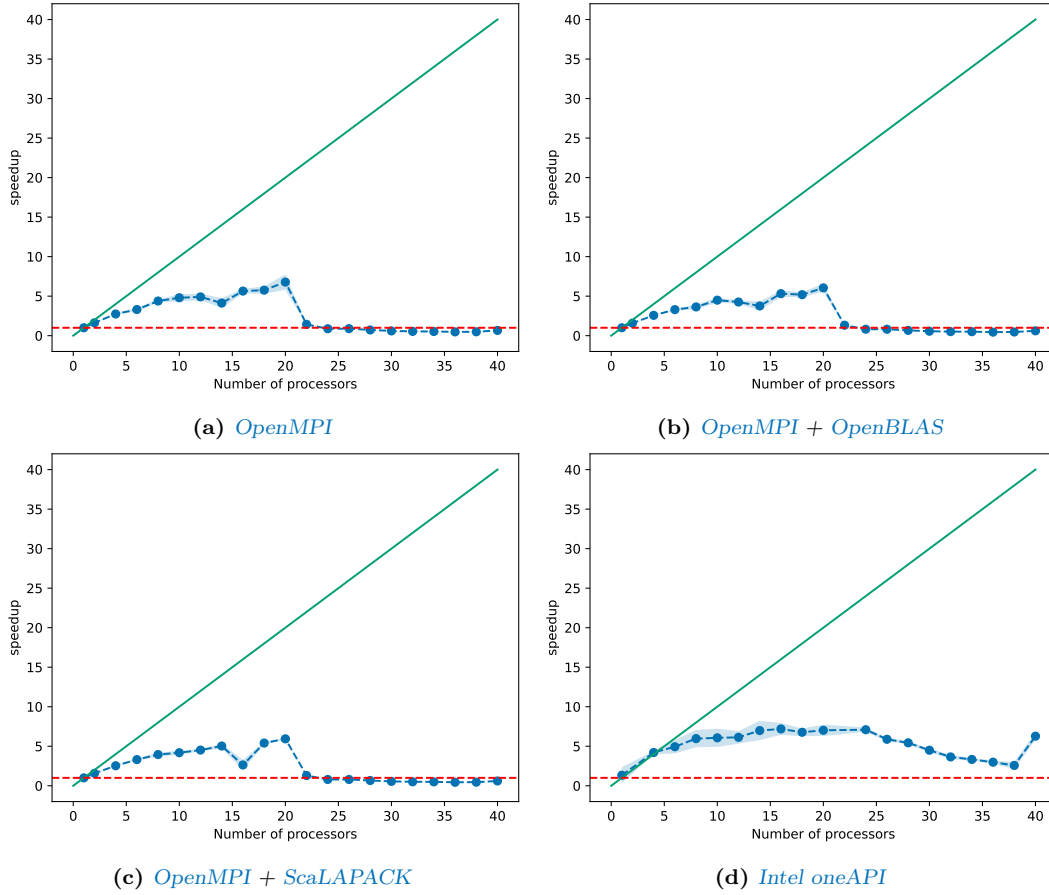 40
35
30
25
20
15
10
5
0
speedup
0 5 10 15 20 25 30 35 40
Number of processors
(a) OpenMPI
40
35
30
25
20
15
10
5
0
speedup
0 5 10 15 20 25 30 35 40
Number of processors
(b) OpenMPI + OpenBLAS
40
35
30
25
20
15
10
5
0
speedup
0 5 10 15 20 25 30 35 40
Number of processors
(c) OpenMPI + ScaLAPACK
40
35
30
25
20
15
10
5
0
speedup
0 5 10 15 20 25 30 35 40
Number of processors
(d) Intel oneAPI